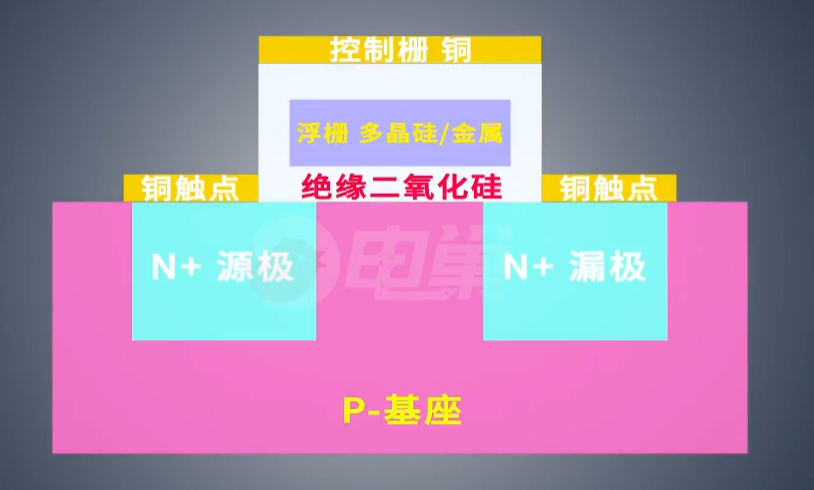 控制栅 铜
浮栅 多晶硅/金属
绝缘二氧化硅
铜触点
铜触点
N+ 源极
N+ 漏极
电巢
P-基座